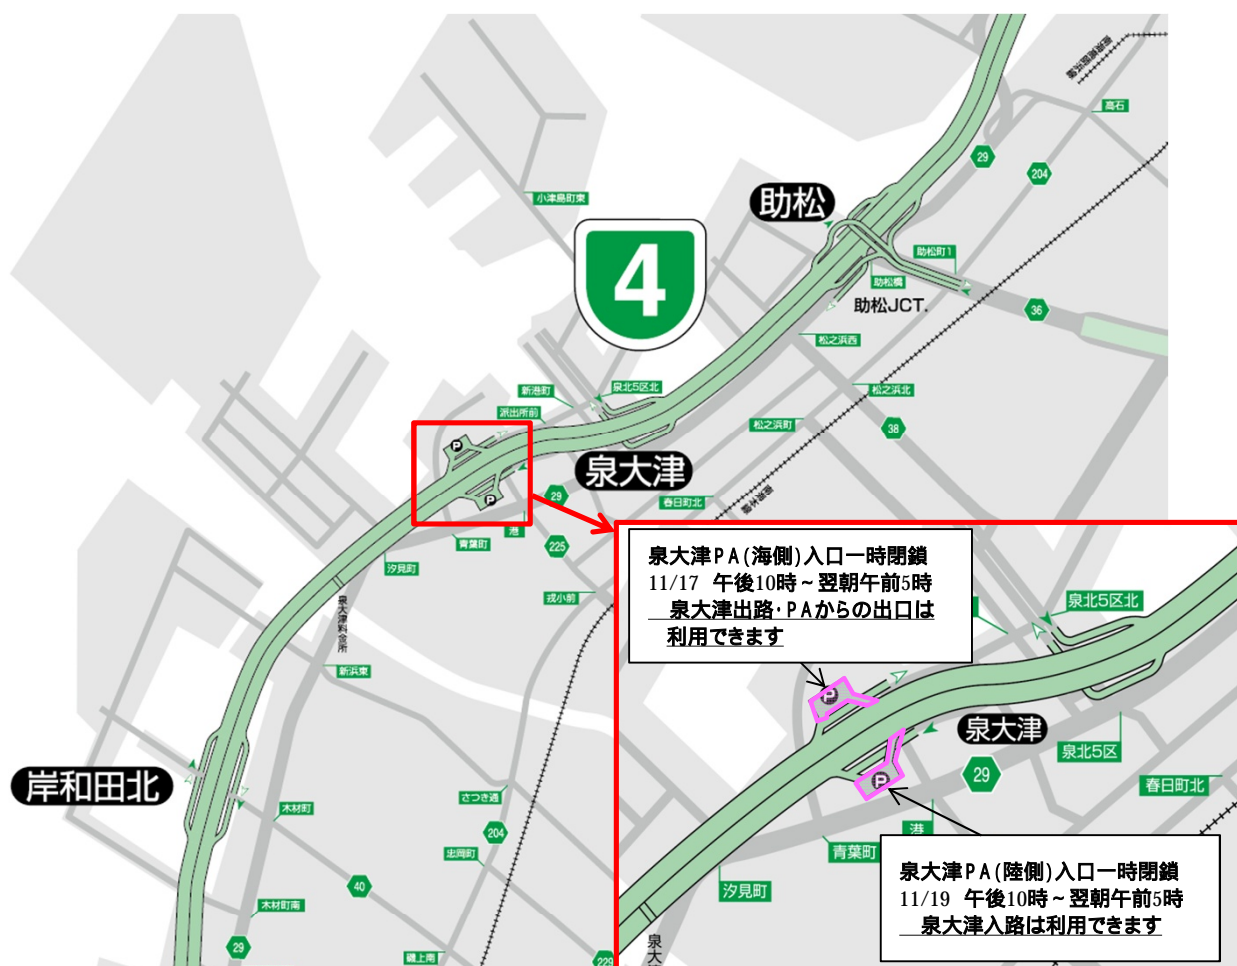 高石
29
204
助松
小津島町東
4
助松町1
助松橋
助松JCT.
36
松之浜西
新港町
泉北5区北
松之浜北
派出所前
松之浜町
38
P
泉大津
P
29
春日町北
南海本線
港
青葉町
225
汐見町
戎小前
泉大津料金所
新浜東
岸和田北
木材町
さつき通
204
忠岡町
40
木材町南
29
磯上南
229
泉大津PA(海側)入口一時閉鎖
11/17 午後10時~翌朝午前5時
泉大津出路・PAからの出口は
利用できます
泉北5区北
P
泉大津
泉北5区
29
P
春日町北
港
青葉町
汐見町
泉大津PA(陸側)入口一時閉鎖
11/19 午後10時~翌朝午前5時
泉大津入路は利用できます
泉大